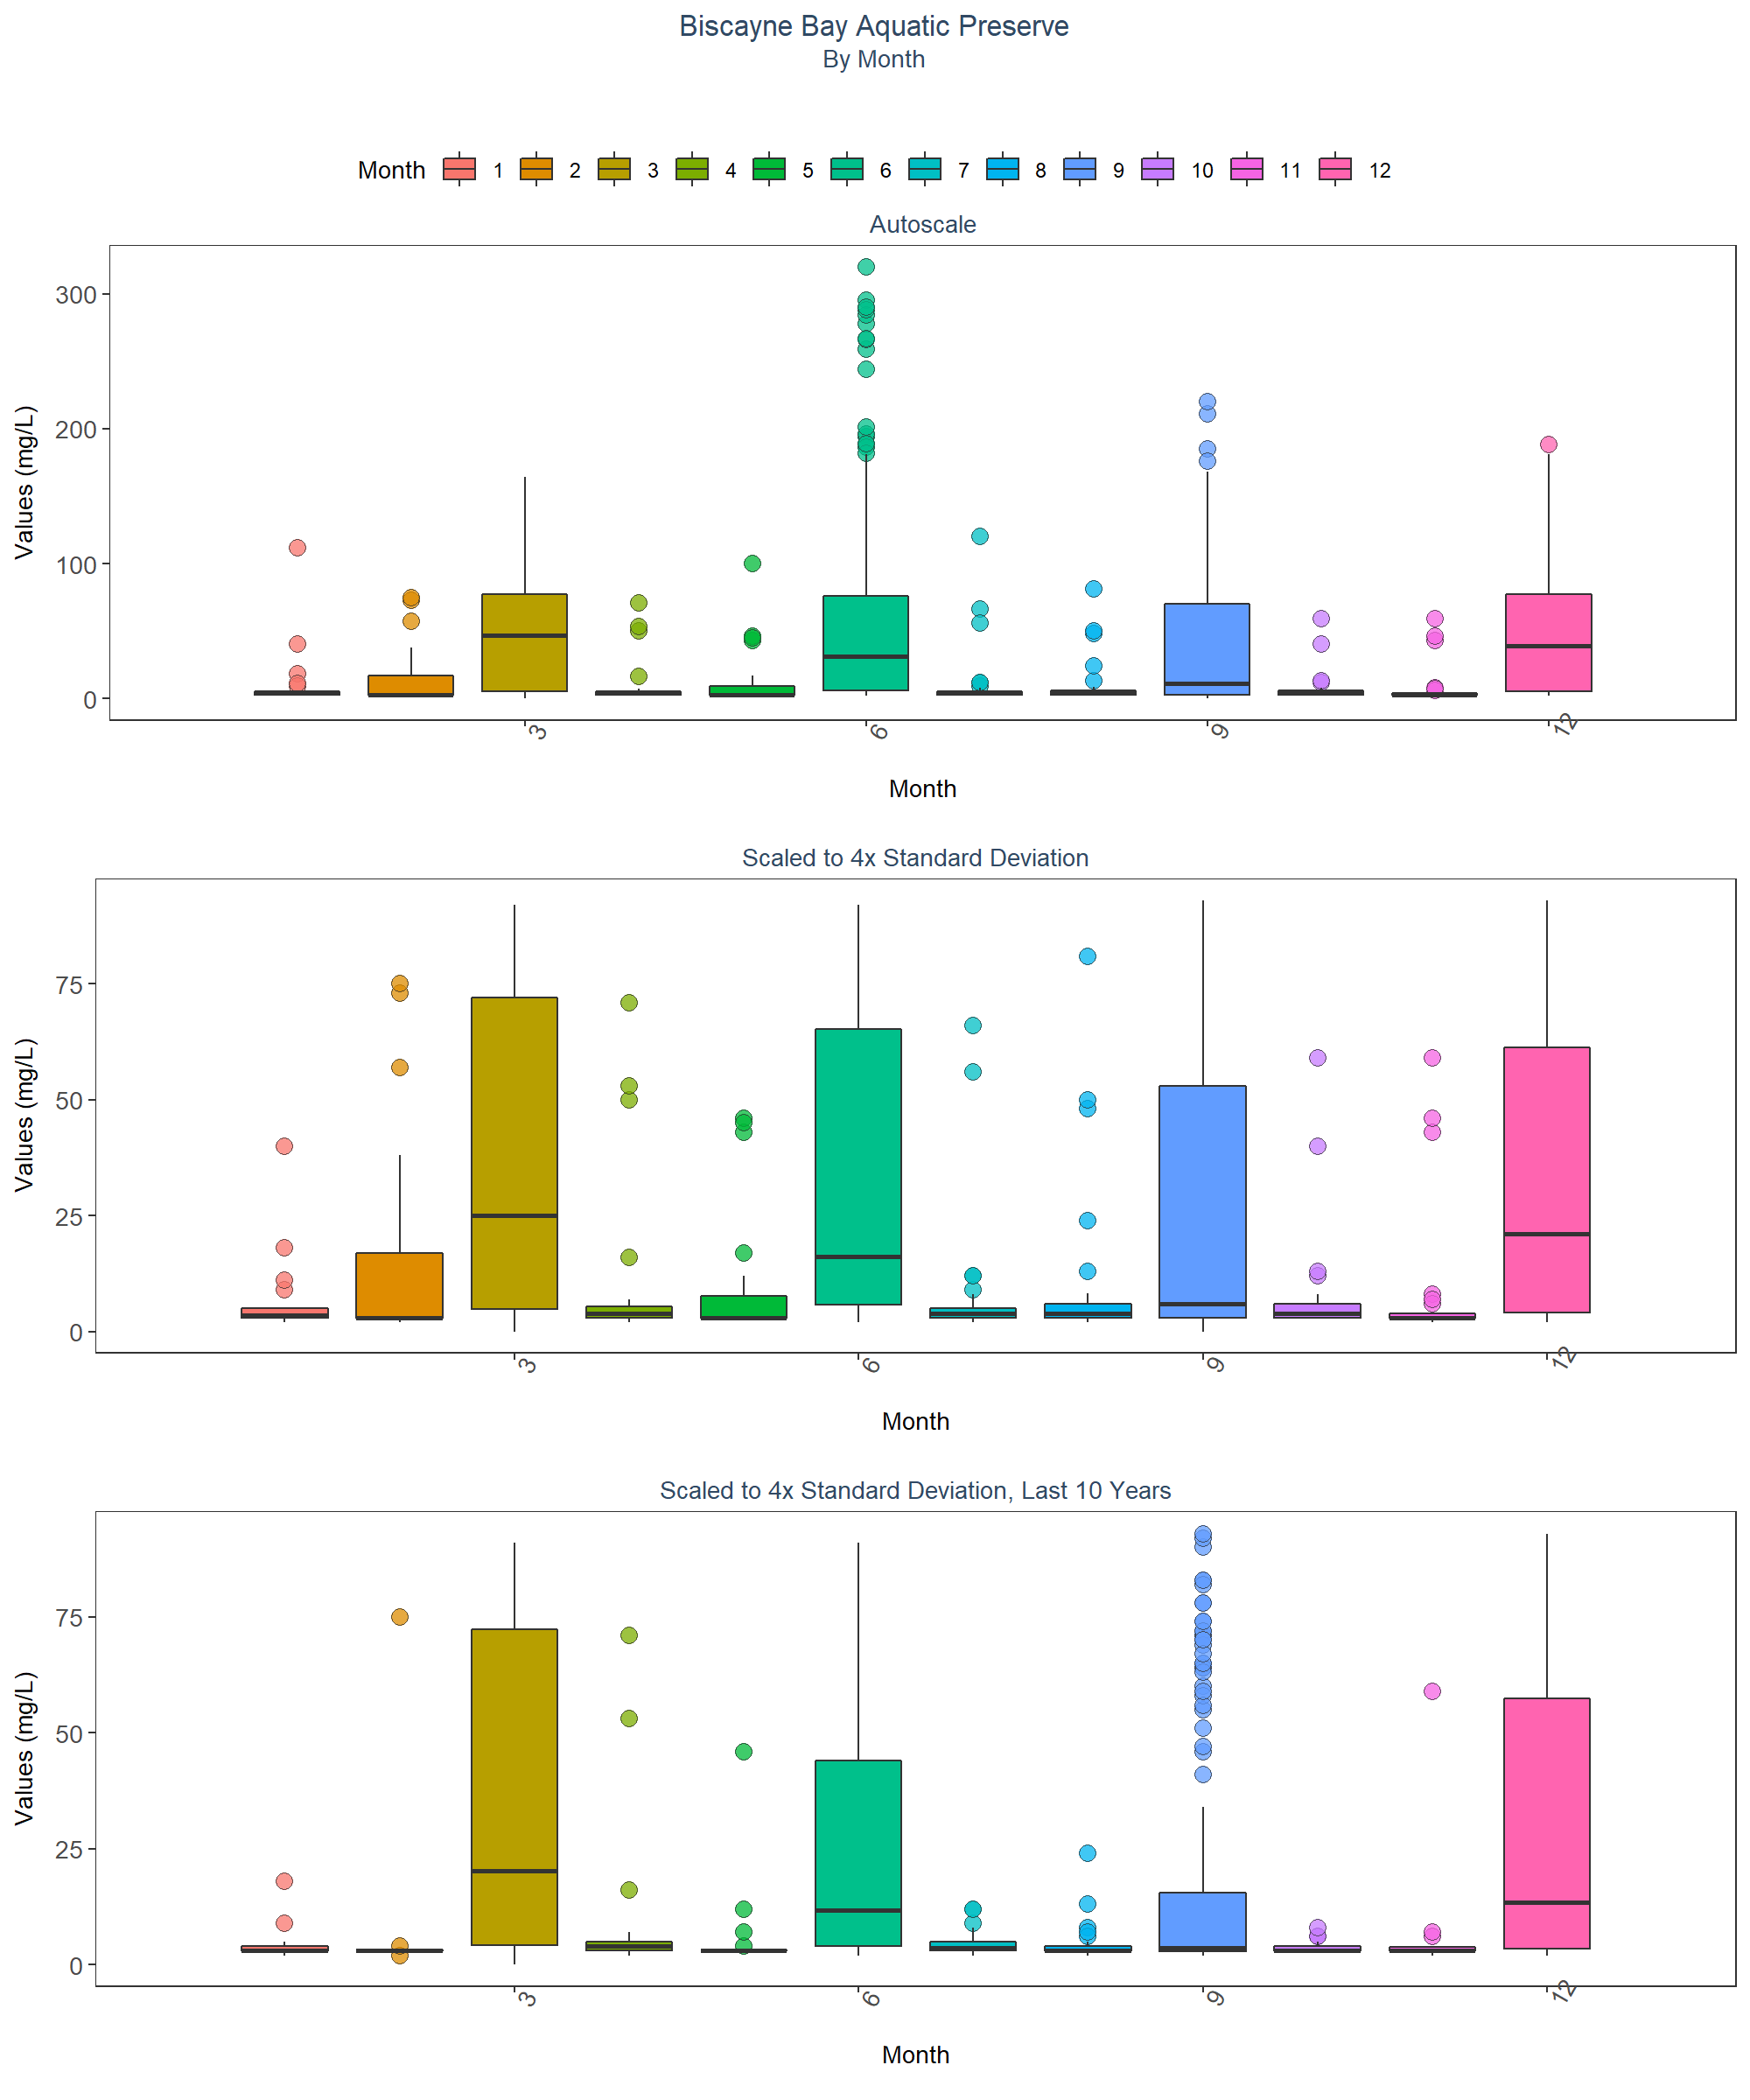 Biscayne Bay Aquatic Preserve
By Month
Month 1 2 3 4 5 6 7 8 9 10 11 12
Autoscale
Values (mg/L)
300
200
100
0
3 6 9 12
Month
Scaled to 4x Standard Deviation
Values (mg/L)
75
50
25
0
3 6 9 12
Month
Scaled to 4x Standard Deviation, Last 10 Years
Values (mg/L)
75
50
25
0
3 6 9 12
Month